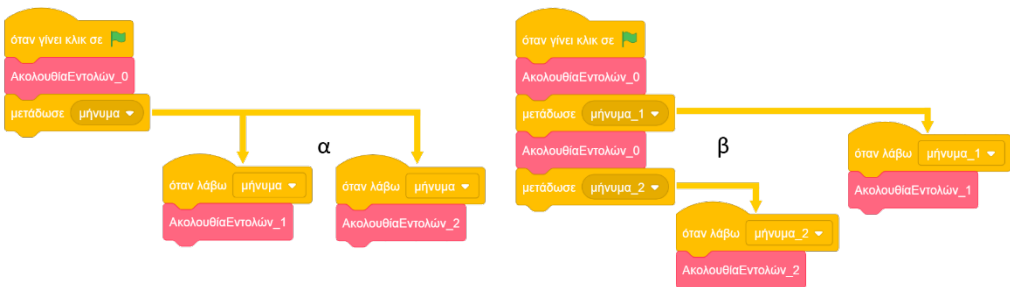 όταν γίνει κλικ σε
ΑκολουθίαΕντολών_0
μετάδωσε μήνυμα
α
όταν λάβω μήνυμα
ΑκολουθίαΕντολών_1
όταν λάβω μήνυμα
ΑκολουθίαΕντολών_2
όταν γίνει κλικ σε
ΑκολουθίαΕντολών_0
μετάδωσε μήνυμα_1
ΑκολουθίαΕντολών_0
μετάδωσε μήνυμα_2
β
όταν λάβω μήνυμα_1
ΑκολουθίαΕντολών_1
όταν λάβω μήνυμα_2
ΑκολουθίαΕντολών_2